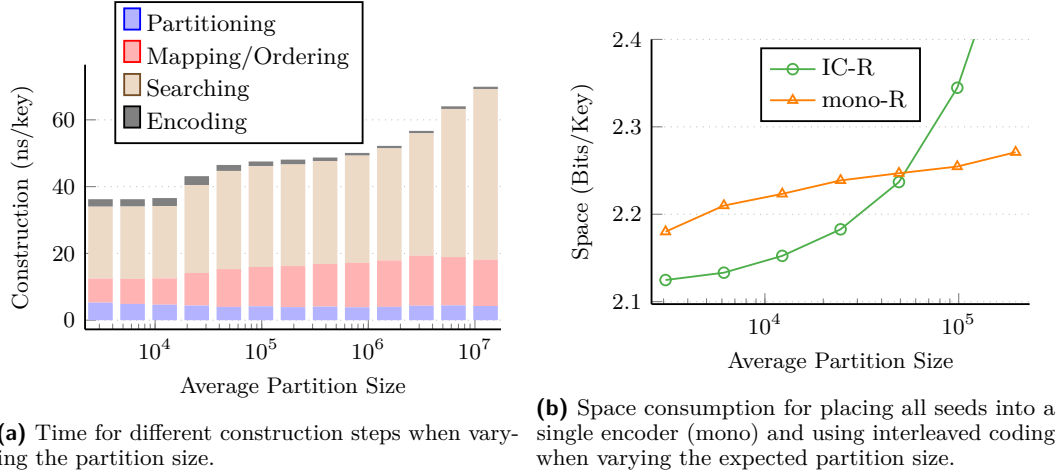 Partitioning
Mapping/Ordering
Searching
Encoding
Construction (ns/key)
60
40
20
0
10^4
10^5
10^6
10^7
Average Partition Size
(a) Time for different construction steps when vary-
ing the partition size.
IC-R
mono-R
Space (Bits/Key)
2.4
2.3
2.2
2.1
10^4
10^5
Average Partition Size
(b) Space consumption for placing all seeds into a
single encoder (mono) and using interleaved coding
when varying the expected partition size.